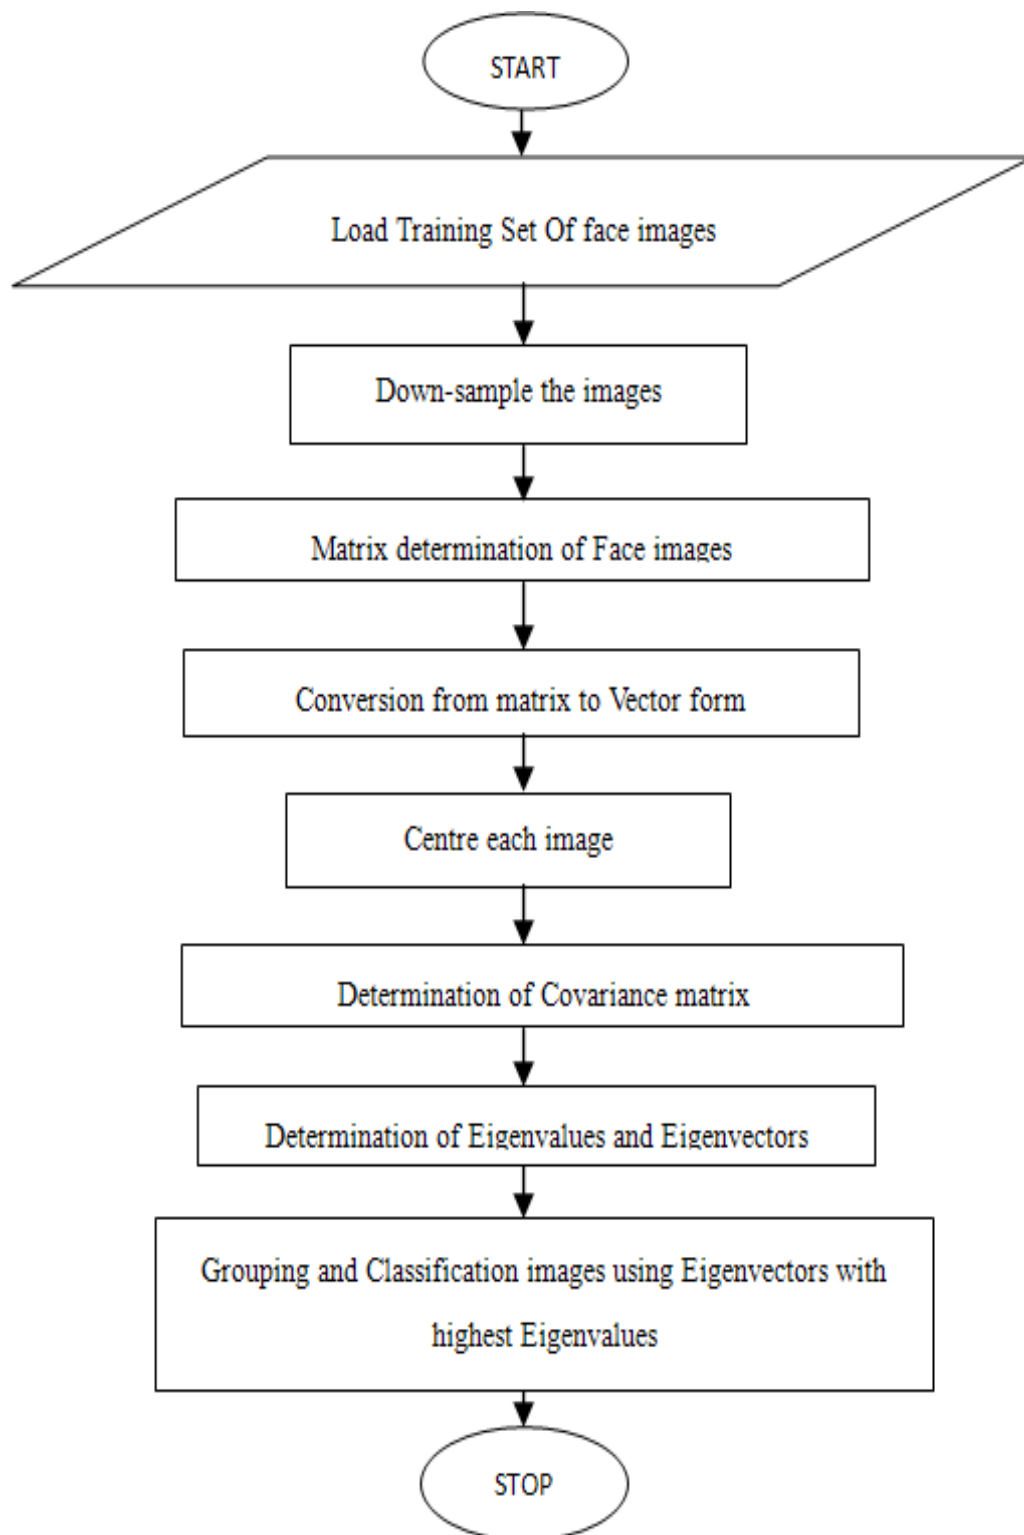 START
Load Training Set Of face images
Down-sample the images
Matrix determination of Face images
Conversion from matrix to Vector form
Centre each image
Determination of Covariance matrix
Determination of Eigenvalues and Eigenvectors
Grouping and Classification images using Eigenvectors with
highest Eigenvalues
STOP